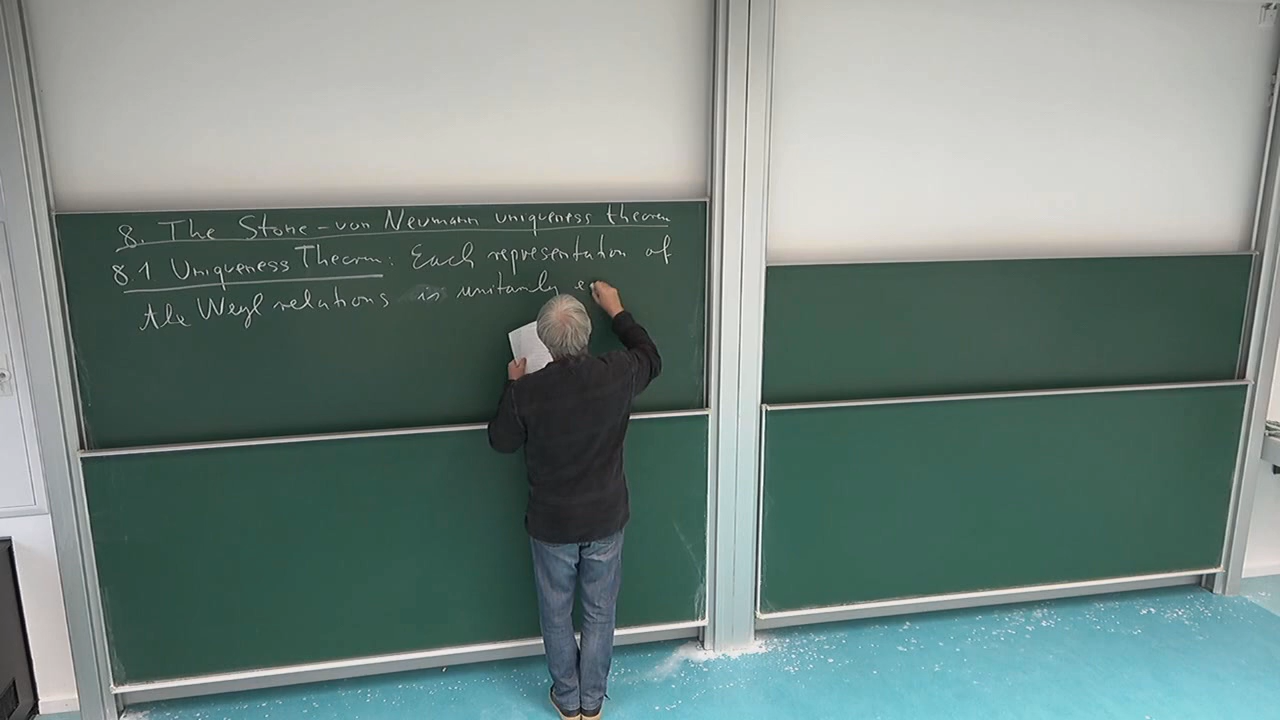 8. The Stone-von Neumann uniqueness theorem
8.1 Uniqueness Theorem: Each representation of
the Weyl relations is unitarily e